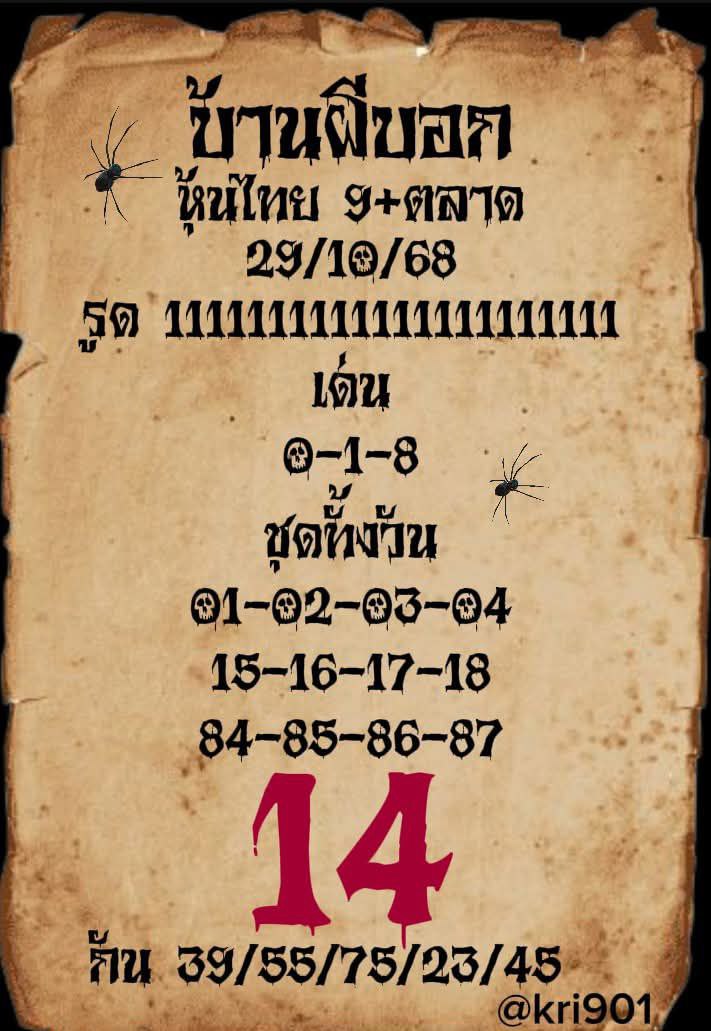 บ้านผีบอก
หุ้นไทย 9+ตลาด
29/10/68
รูด 11111111111111111111111
เด่น
0-1-8
ชุดทั้งวัน
01-02-03-04
15-16-17-18
84-85-86-87
14
กัน 39/55/75/23/45
@kri901